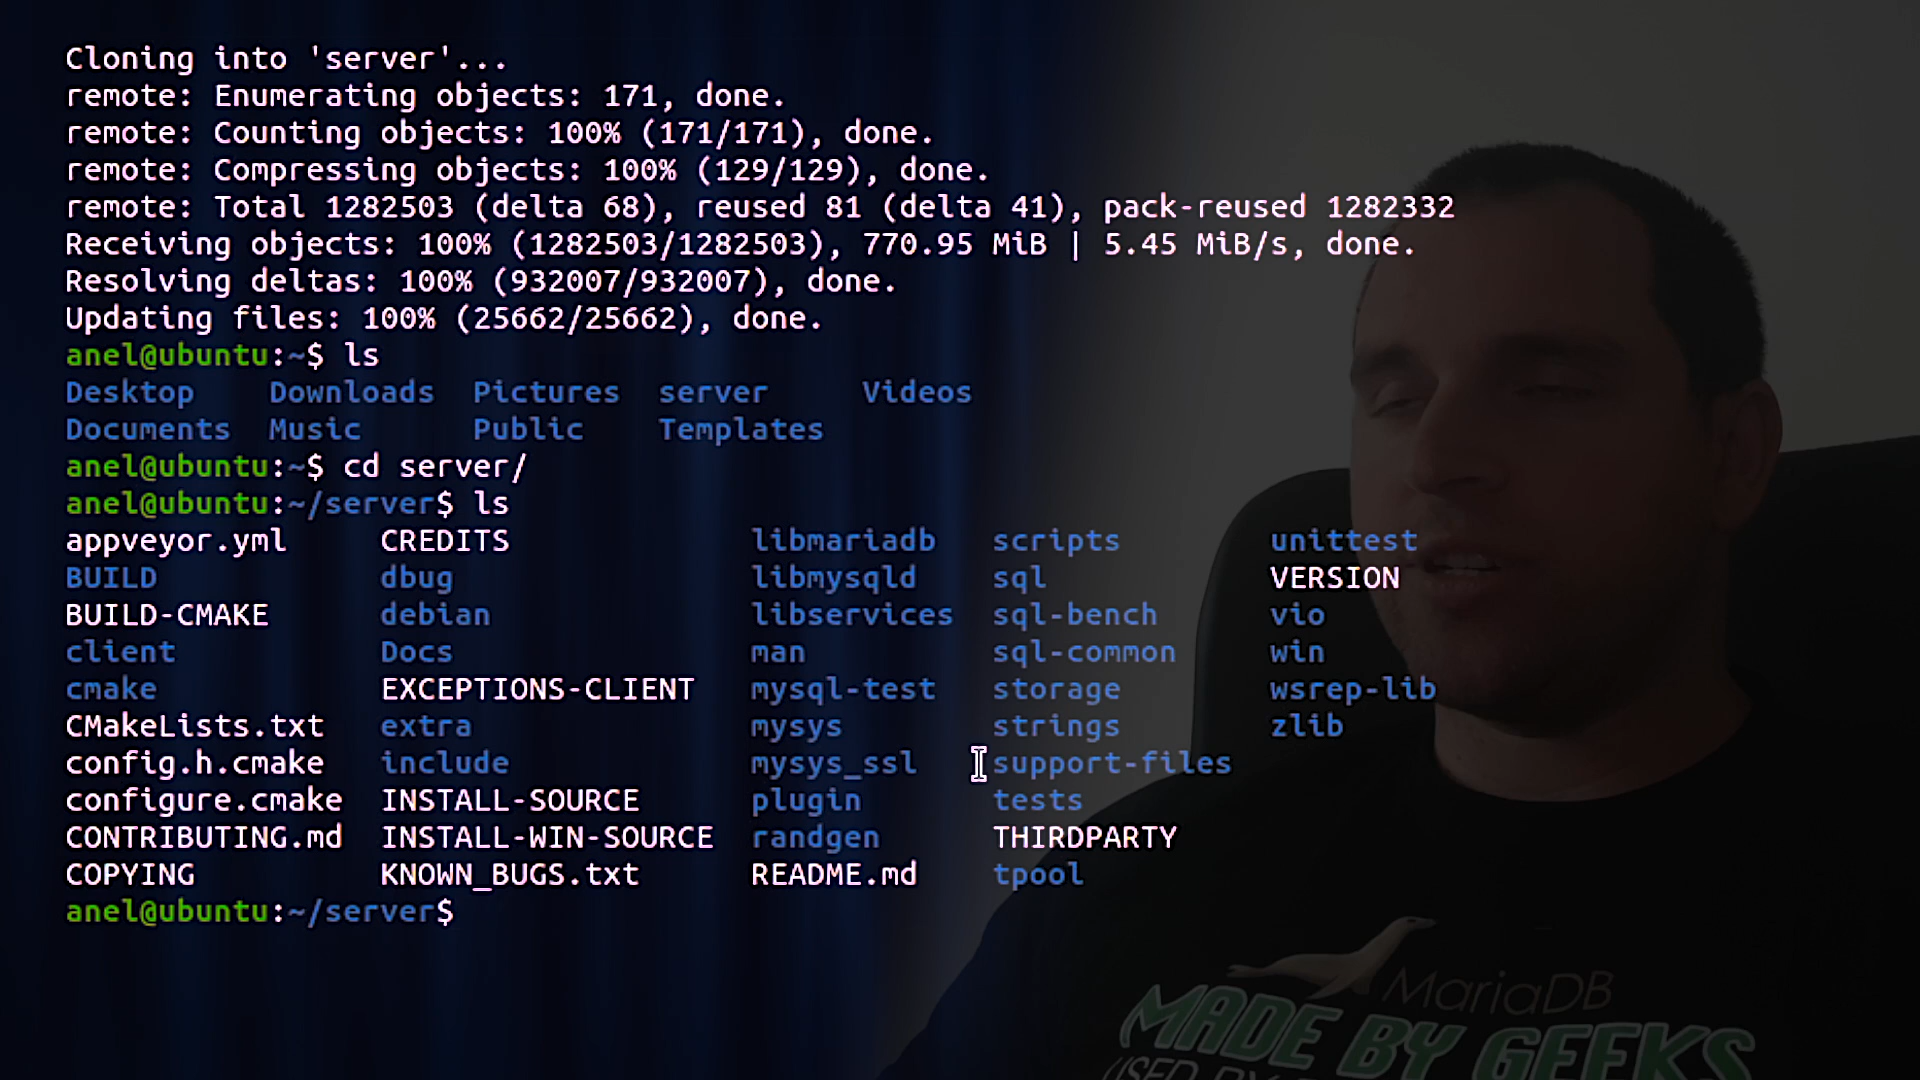 Cloning into 'server'...
remote: Enumerating objects: 171, done.
remote: Counting objects: 100% (171/171), done.
remote: Compressing objects: 100% (129/129), done.
remote: Total 1282503 (delta 68), reused 81 (delta 41), pack-reused 1282332
Receiving objects: 100% (1282503/1282503), 770.95 MiB | 5.45 MiB/s, done.
Resolving deltas: 100% (932007/932007), done.
Updating files: 100% (25662/25662), done.
anel@ubuntu:~$ ls
Desktop    Downloads  Pictures  server     Videos
Documents  Music      Public    Templates
anel@ubuntu:~$ cd server/
anel@ubuntu:~/server$ ls
appveyor.yml     CREDITS             libmariadb   scripts        unittest
BUILD            dbug                libmysqld    sql            VERSION
BUILD-CMAKE      debian              libservices  sql-bench      vio
client           Docs                man          sql-common     win
cmake            EXCEPTIONS-CLIENT   mysql-test   storage        wsrep-lib
CMakeLists.txt   extra               mysys        strings        zlib
config.h.cmake   include             mysys_ssl    support-files
configure.cmake  INSTALL-SOURCE      plugin       tests
CONTRIBUTING.md  INSTALL-WIN-SOURCE  randgen      THIRDPARTY
COPYING          KNOWN_BUGS.txt      README.md    tpool
anel@ubuntu:~/server$
MariaDB
MADE BY GEEKS
USED BY